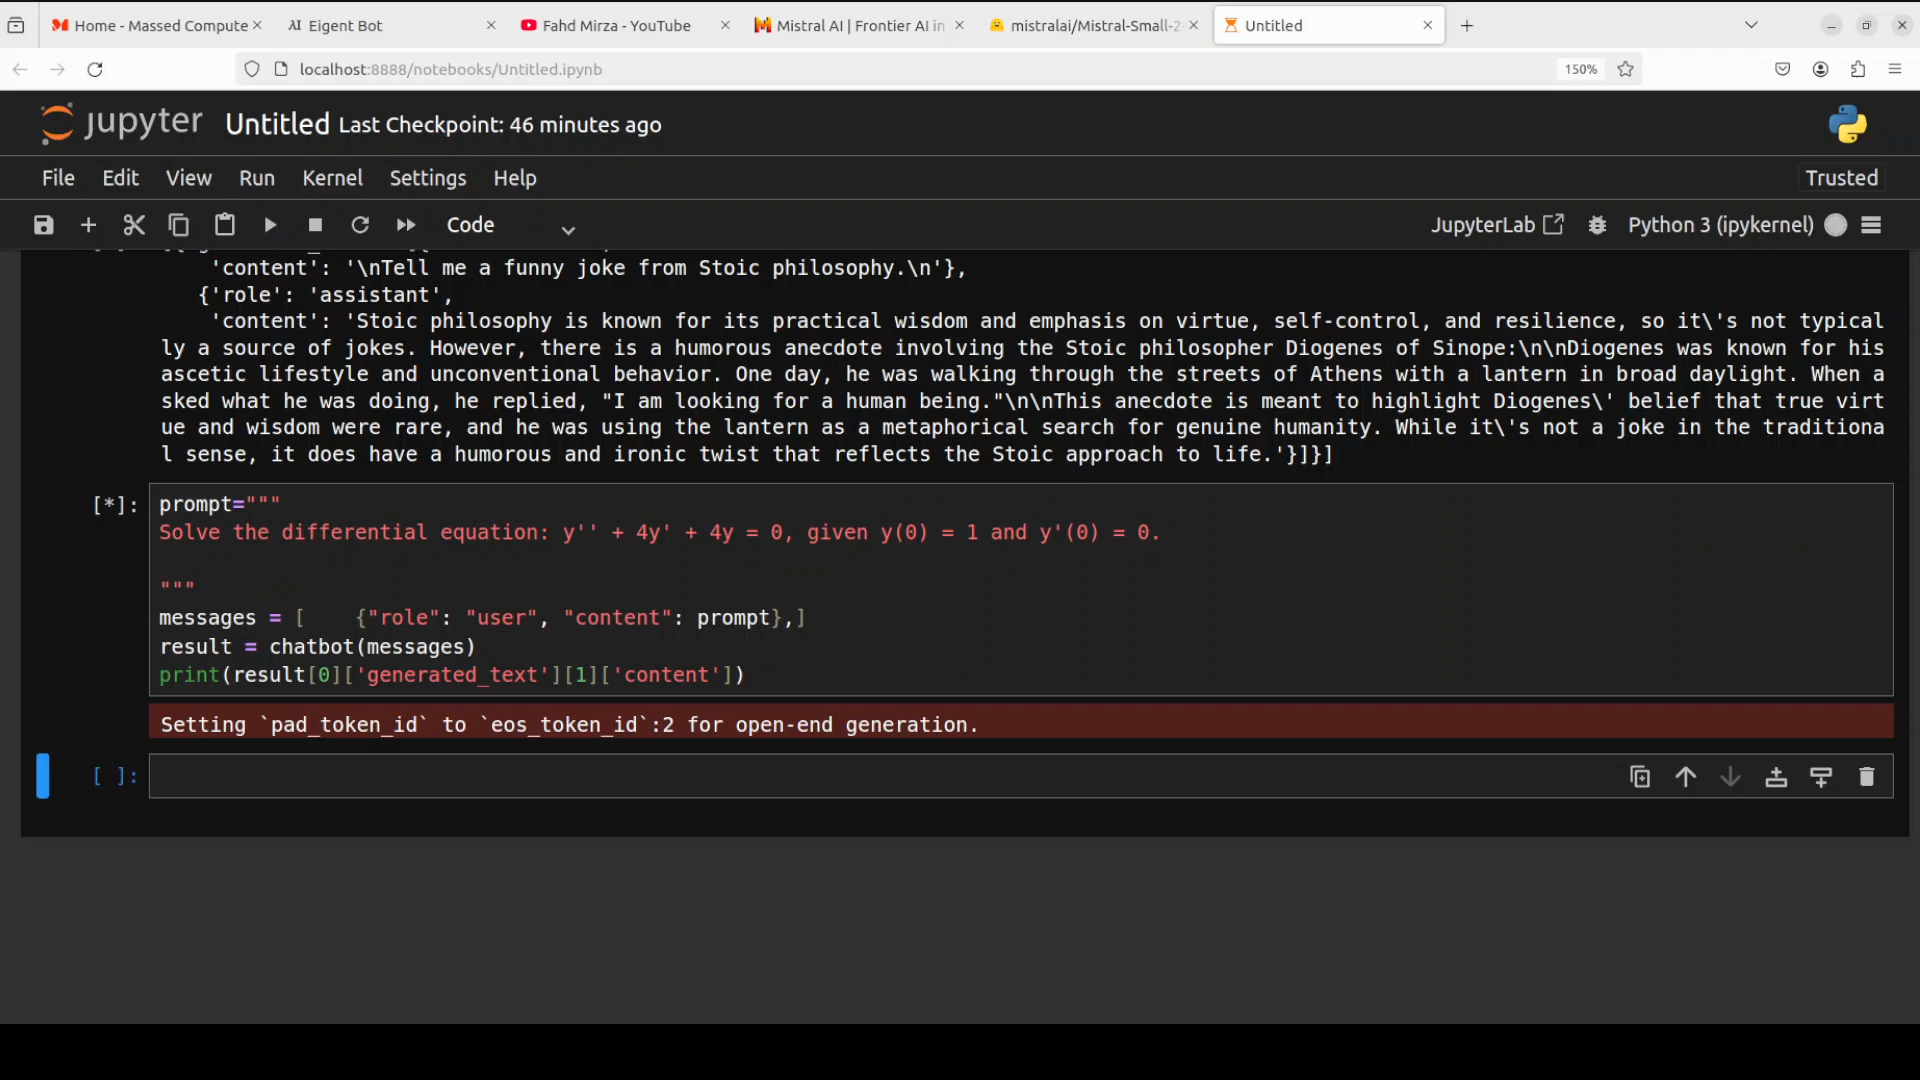 Home - Massed Compute
AI Eigent Bot
Fahd Mirza - YouTube
Mistral AI | Frontier AI in
mistralai/Mistral-Small-2
Untitled
localhost:8888/notebooks/Untitled.ipynb
150%
jupyter Untitled Last Checkpoint: 46 minutes ago
File Edit View Run Kernel Settings Help
Trusted
Code
JupyterLab
Python 3 (ipykernel)
'content': '\nTell me a funny joke from Stoic philosophy.\n'},
{'role': 'assistant',
'content': 'Stoic philosophy is known for its practical wisdom and emphasis on virtue, self-control, and resilience, so it\'s not typical
ly a source of jokes. However, there is a humorous anecdote involving the Stoic philosopher Diogenes of Sinope:\n\nDiogenes was known for his
ascetic lifestyle and unconventional behavior. One day, he was walking through the streets of Athens with a lantern in broad daylight. When a
sked what he was doing, he replied, "I am looking for a human being."\n\nThis anecdote is meant to highlight Diogenes\' belief that true virt
ue and wisdom were rare, and he was using the lantern as a metaphorical search for genuine humanity. While it\'s not a joke in the traditiona
l sense, it does have a humorous and ironic twist that reflects the Stoic approach to life.'}]}]
[*]:
prompt="""
Solve the differential equation: y'' + 4y' + 4y = 0, given y(0) = 1 and y'(0) = 0.
"""
messages = [    {"role": "user", "content": prompt},]
result = chatbot(messages)
print(result[0]['generated_text'][1]['content'])
Setting `pad_token_id` to `eos_token_id`:2 for open-end generation.
[ ]: